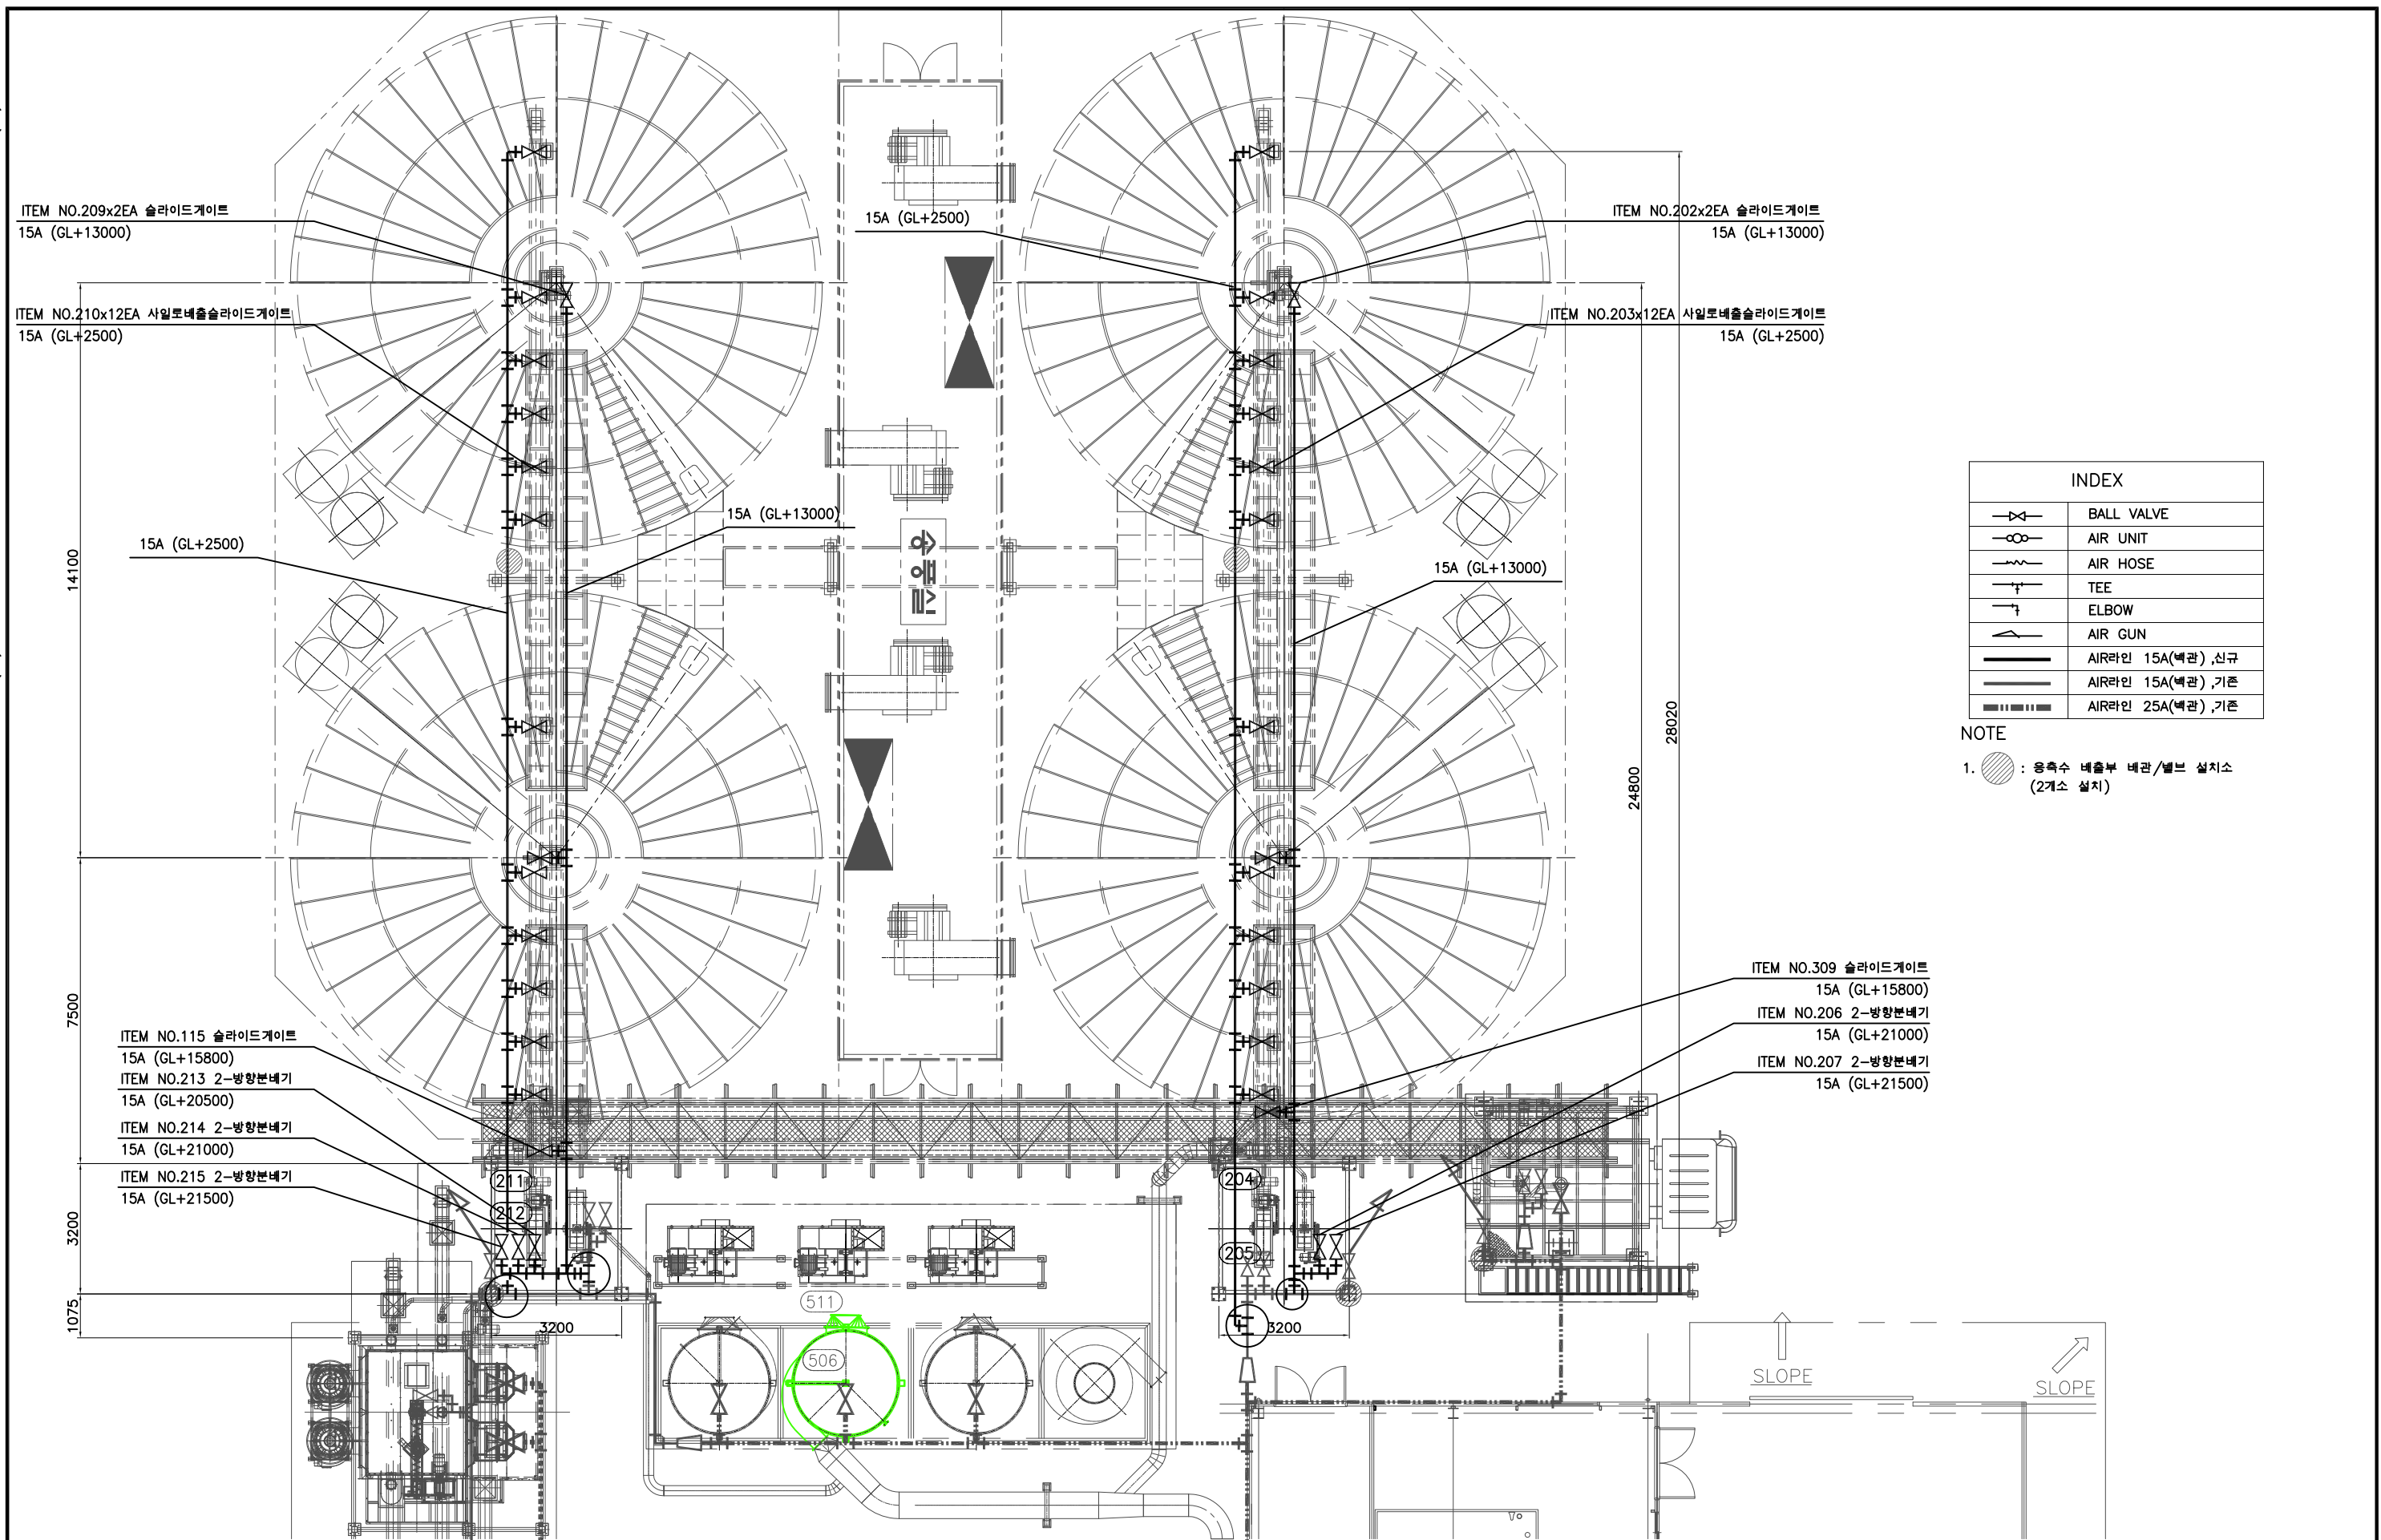 ITEM NO.209x2EA 슬라이드게이트
15A (GL+13000)
ITEM NO.210x12EA 사일로배출슬라이드게이트
15A (GL+2500)
15A (GL+2500)
15A (GL+13000)
15A (GL+2500)
송풍실
ITEM NO.202x2EA 슬라이드게이트
15A (GL+13000)
ITEM NO.203x12EA 사일로배출슬라이드게이트
15A (GL+2500)
15A (GL+13000)
14100
7500
3200
1075
28020
24800
INDEX
BALL VALVE
AIR UNIT
AIR HOSE
TEE
ELBOW
AIR GUN
AIR라인 15A(백관) ,신규
AIR라인 15A(백관) ,기존
AIR라인 25A(백관) ,기존
NOTE
1. : 응축수 배출부 배관/밸브 설치소
(2개소 설치)
ITEM NO.115 슬라이드게이트
15A (GL+15800)
ITEM NO.213 2-방향분배기
15A (GL+20500)
ITEM NO.214 2-방향분배기
15A (GL+21000)
ITEM NO.215 2-방향분배기
15A (GL+21500)
ITEM NO.309 슬라이드게이트
15A (GL+15800)
ITEM NO.206 2-방향분배기
15A (GL+21000)
ITEM NO.207 2-방향분배기
15A (GL+21500)
211
212
204
205
3200
3200
511
506
SLOPE
SLOPE